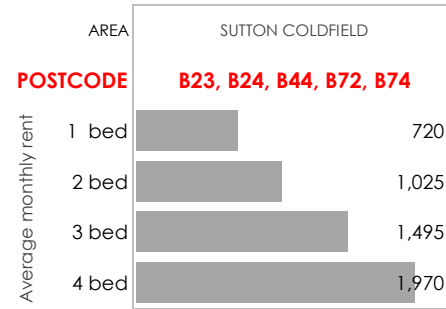 AREA SUTTON COLDFIELD
POSTCODE B23, B24, B44, B72, B74
Average monthly rent
1 bed 720
2 bed 1,025
3 bed 1,495
4 bed 1,970